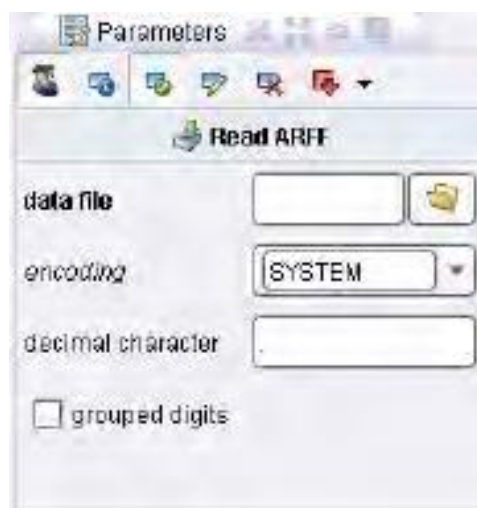 Parameters
Read ARFF
data file
encoding SYSTEM
decimal character .
grouped digits